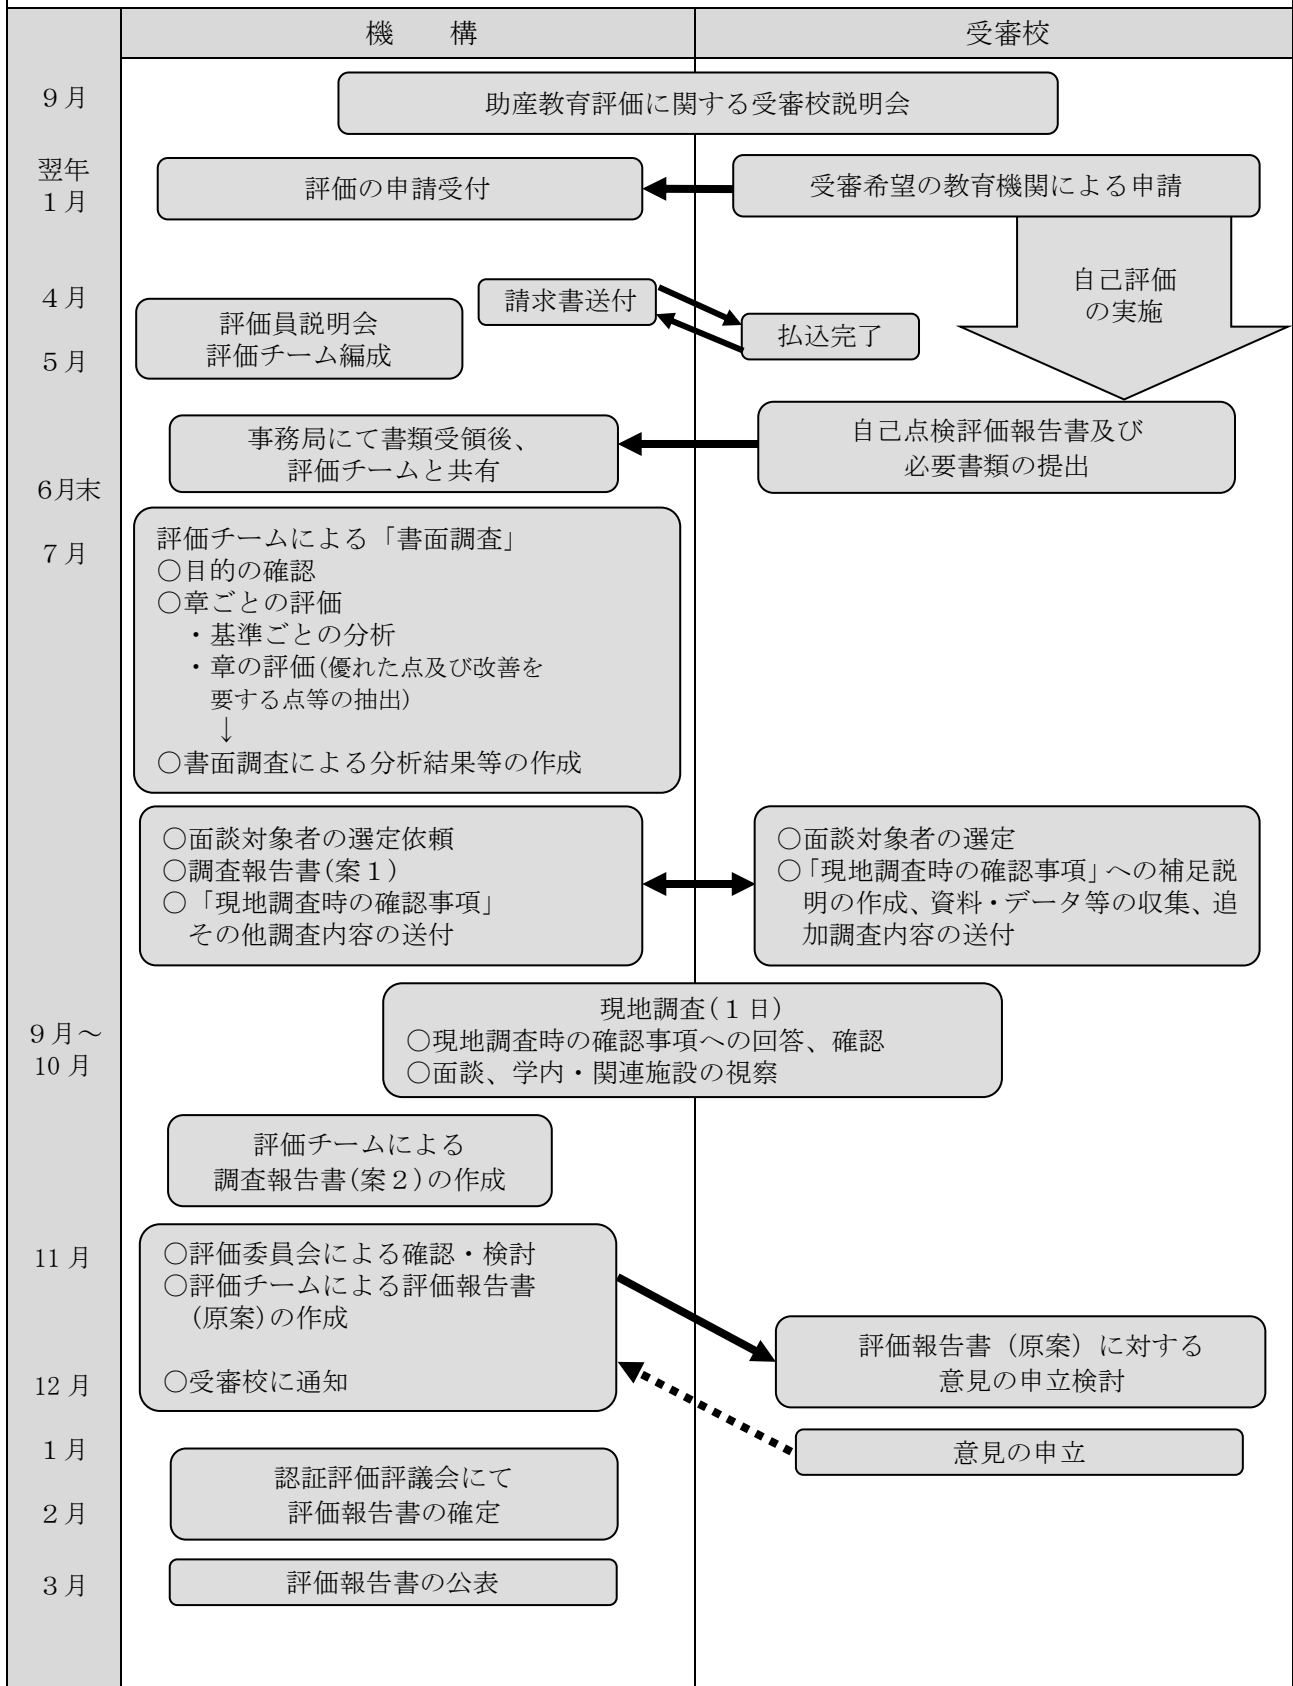 機　構
受審校
9月
助産教育評価に関する受審校説明会
翌年
1月
評価の申請受付
受審希望の教育機関による申請
自己評価
の実施
4月
請求書送付
払込完了
評価員説明会
評価チーム編成
5月
事務局にて書類受領後、
評価チームと共有
自己点検評価報告書及び
必要書類の提出
6月末
7月
評価チームによる「書面調査」
○目的の確認
○章ごとの評価
・基準ごとの分析
・章の評価(優れた点及び改善を
要する点等の抽出)
↓
○書面調査による分析結果等の作成
○面談対象者の選定依頼
○調査報告書(案1)
○「現地調査時の確認事項」
その他調査内容の送付
○面談対象者の選定
○「現地調査時の確認事項」への補足説
明の作成、資料・データ等の収集、追
加調査内容の送付
9月～
10月
現地調査(1日)
○現地調査時の確認事項への回答、確認
○面談、学内・関連施設の視察
評価チームによる
調査報告書(案2)の作成
11月
○評価委員会による確認・検討
○評価チームによる評価報告書
(原案)の作成
○受審校に通知
評価報告書（原案）に対する
意見の申立検討
12月
1月
意見の申立
認証評価評議会にて
評価報告書の確定
2月
3月
評価報告書の公表